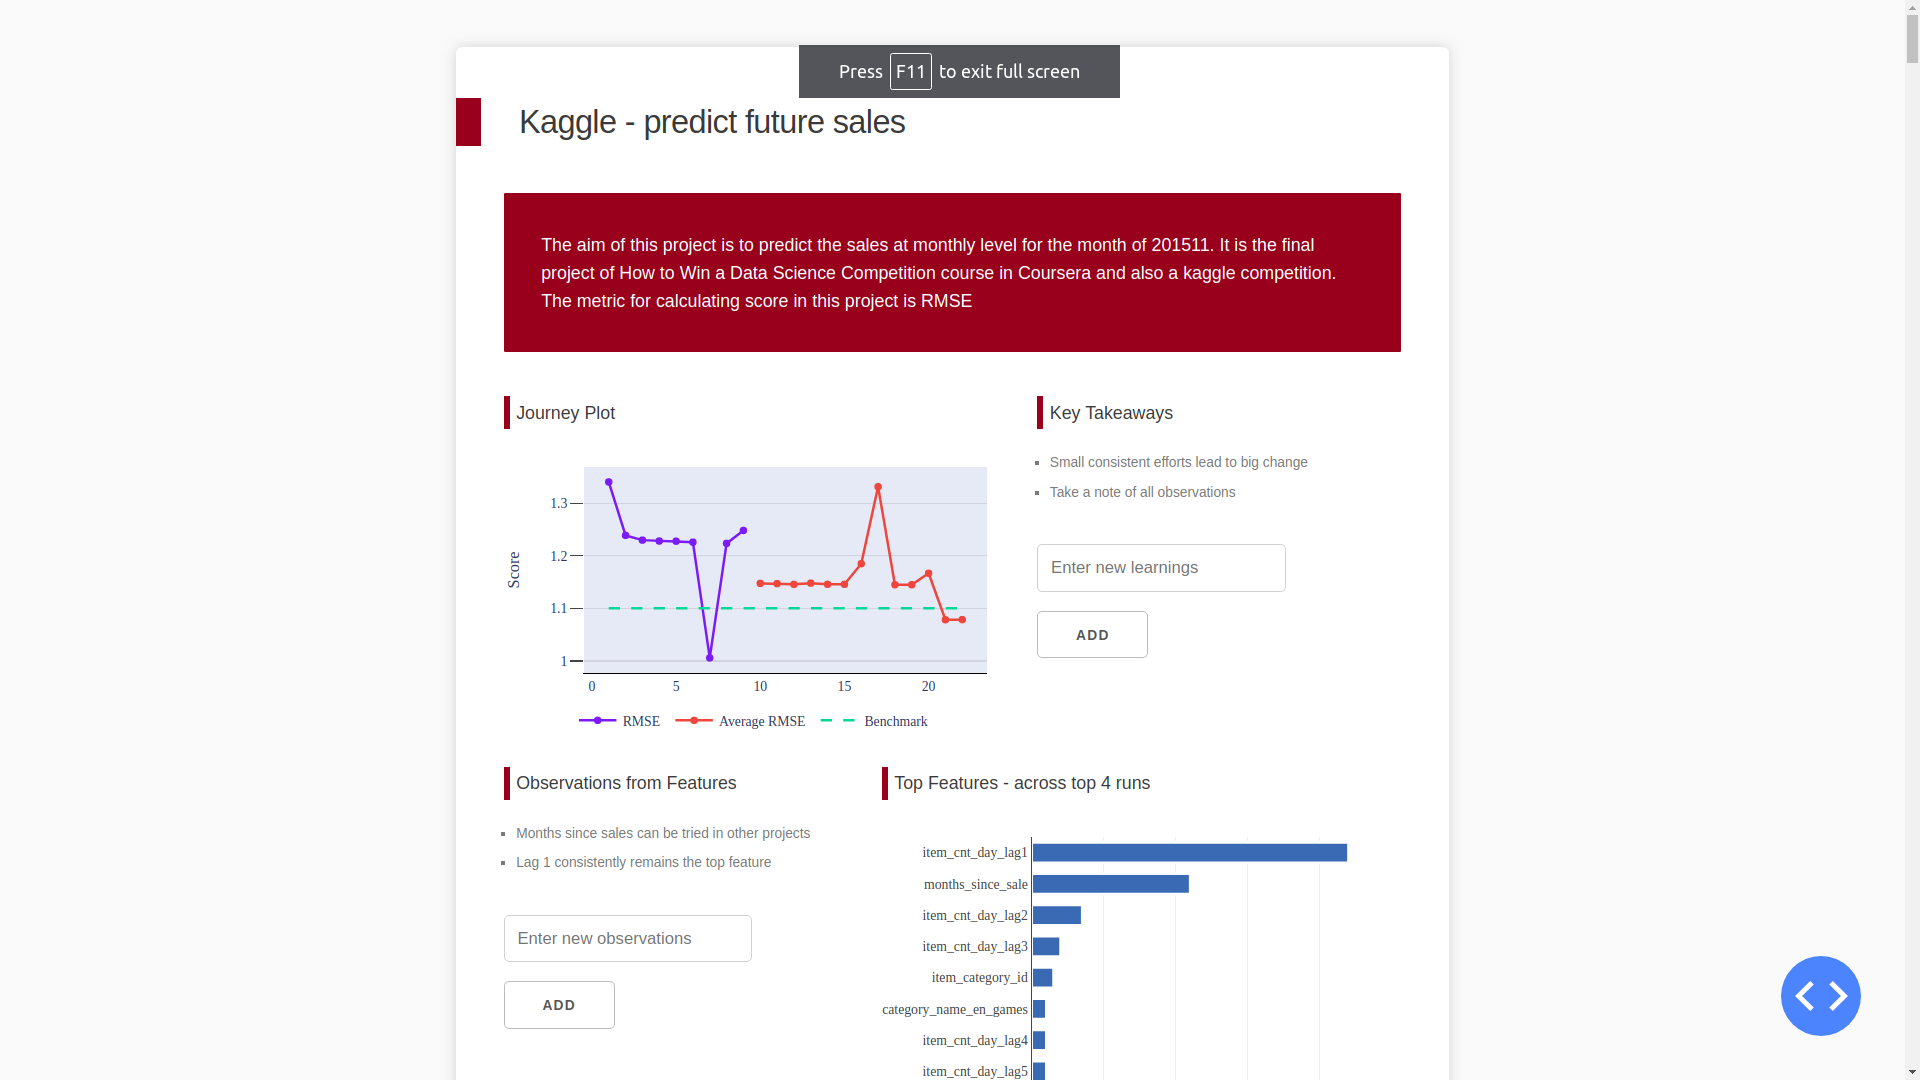 Press F11 to exit full screen
Kaggle - predict future sales
The aim of this project is to predict the sales at monthly level for the month of 201511. It is the final
project of How to Win a Data Science Competition course in Coursera and also a kaggle competition.
The metric for calculating score in this project is RMSE
Journey Plot
1.3
1.2
1.1
1
Score
0 5 10 15 20
RMSE Average RMSE Benchmark
Key Takeaways
Small consistent efforts lead to big change
Take a note of all observations
Enter new learnings
ADD
Observations from Features
Months since sales can be tried in other projects
Lag 1 consistently remains the top feature
Enter new observations
ADD
Top Features - across top 4 runs
item_cnt_day_lag1
months_since_sale
item_cnt_day_lag2
item_cnt_day_lag3
item_category_id
category_name_en_games
item_cnt_day_lag4
item_cnt_day_lag5